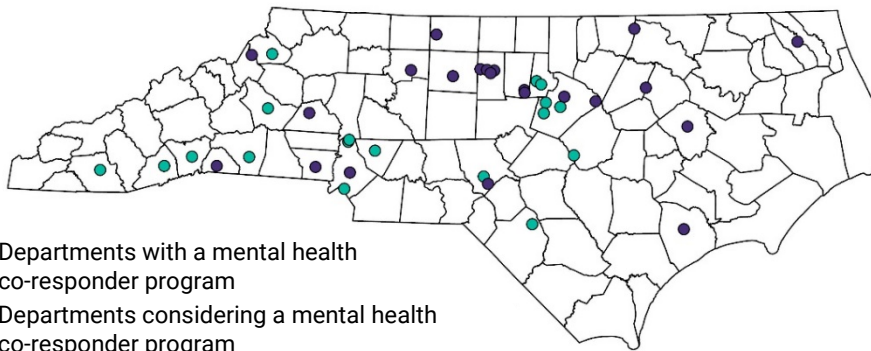 Departments with a mental health
co-responder program
Departments considering a mental health
co-responder program